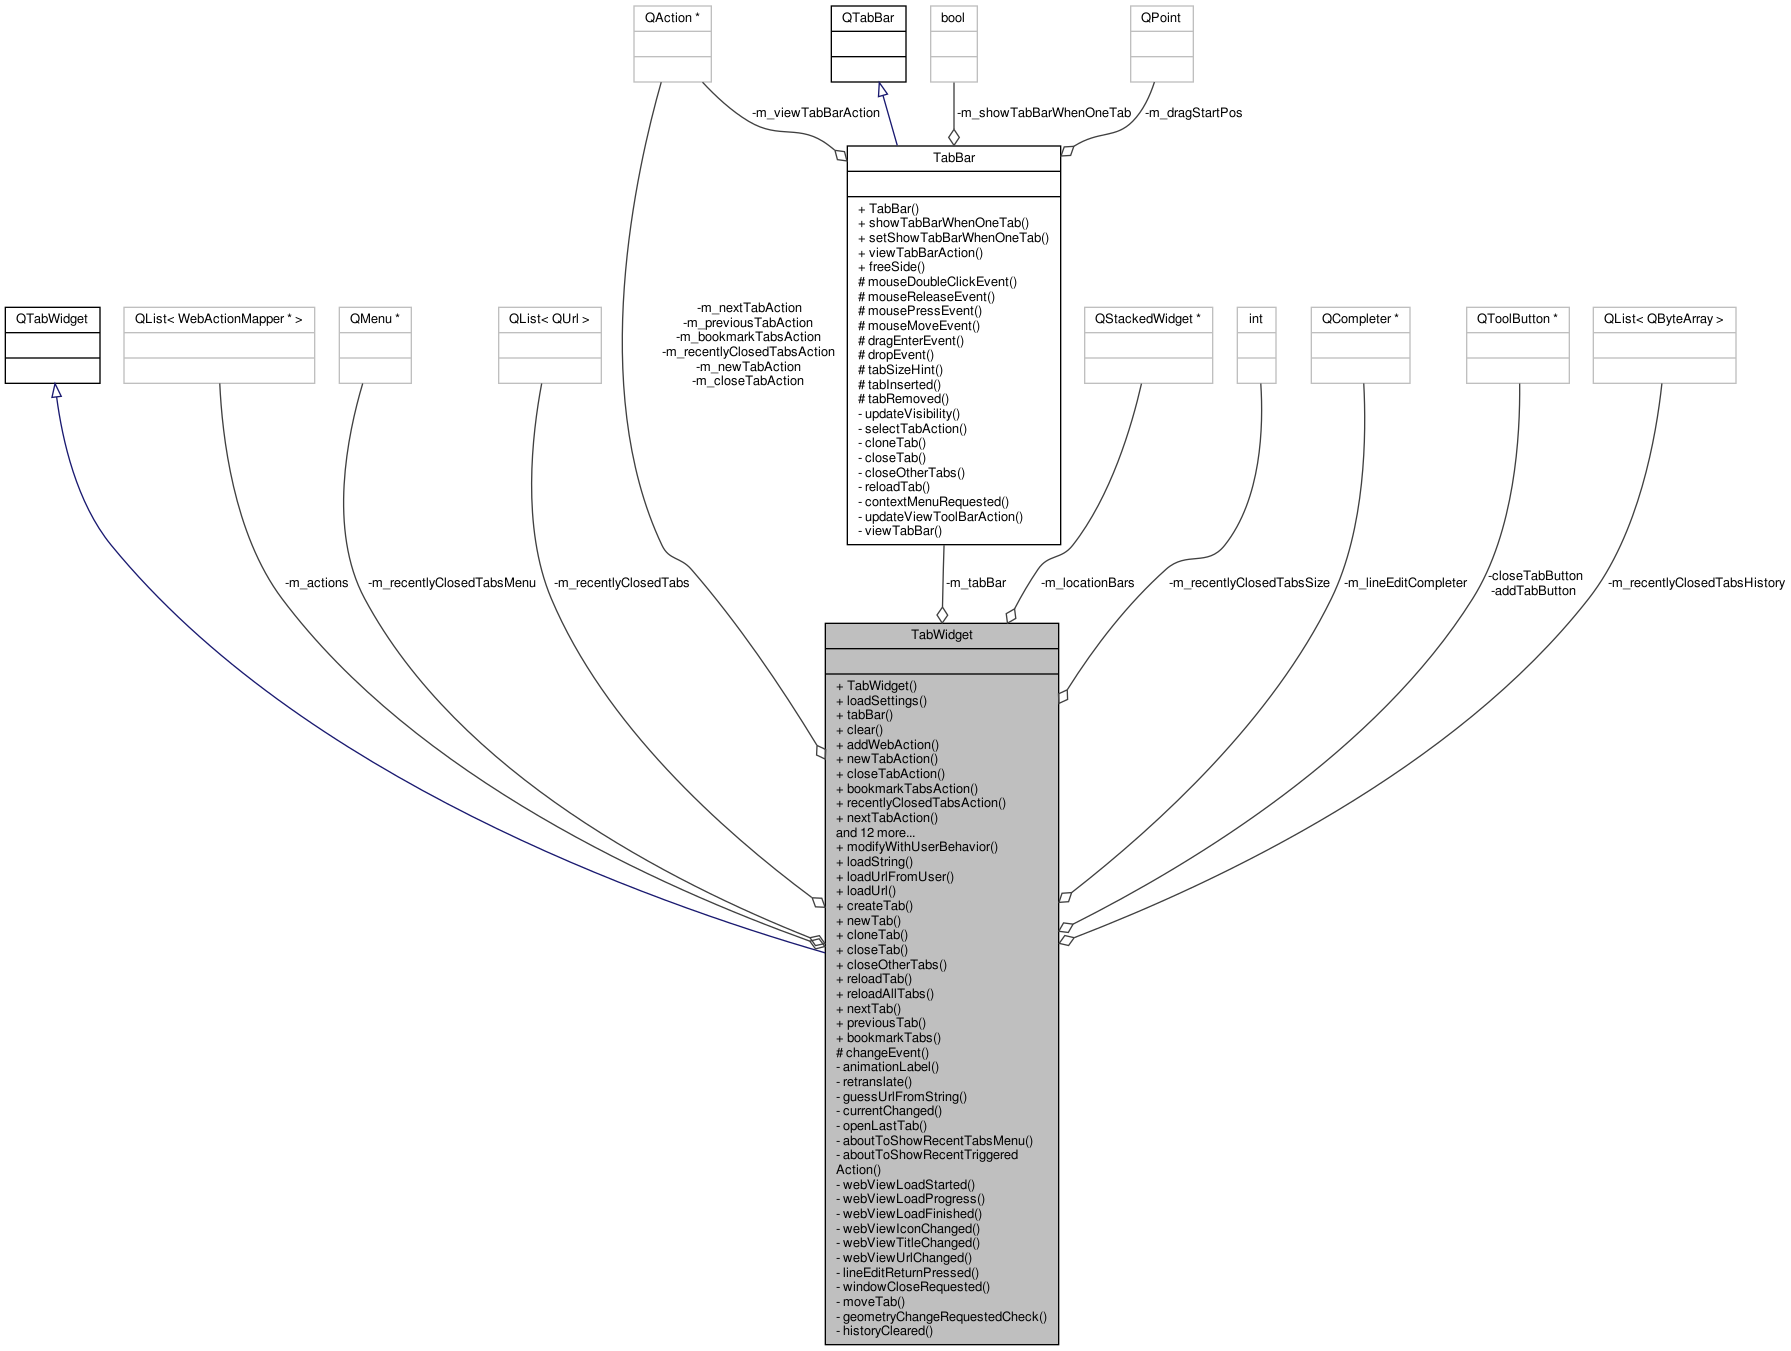 QAction *
QTabBar
bool
QPoint
-m_viewTabBarAction
-m_showTabBarWhenOneTab
-m_dragStartPos
TabBar
+ TabBar()
+ showTabBarWhenOneTab()
+ setShowTabBarWhenOneTab()
+ viewTabBarAction()
+ freeSide()
# mouseDoubleClickEvent()
# mouseReleaseEvent()
# mousePressEvent()
# mouseMoveEvent()
# dragEnterEvent()
# dropEvent()
# tabSizeHint()
# tabInserted()
# tabRemoved()
- updateVisibility()
- selectTabAction()
- cloneTab()
- closeTab()
- closeOtherTabs()
- reloadTab()
- contextMenuRequested()
- updateViewToolBarAction()
- viewTabBar()
QTabWidget
QList< WebActionMapper * >
QMenu *
QList< QUrl >
-m_nextTabAction
-m_previousTabAction
-m_bookmarkTabsAction
-m_recentlyClosedTabsAction
-m_newTabAction
-m_closeTabAction
QStackedWidget *
int
QCompleter *
QToolButton *
QList< QByteArray >
-m_actions
-m_recentlyClosedTabsMenu
-m_recentlyClosedTabs
-m_tabBar
-m_locationBars
-m_recentlyClosedTabsSize
-m_lineEditCompleter
-closeTabButton
-addTabButton
-m_recentlyClosedTabsHistory
TabWidget
+ TabWidget()
+ loadSettings()
+ tabBar()
+ clear()
+ addWebAction()
+ newTabAction()
+ closeTabAction()
+ bookmarkTabsAction()
+ recentlyClosedTabsAction()
+ nextTabAction()
and 12 more...
+ modifyWithUserBehavior()
+ loadString()
+ loadUrlFromUser()
+ loadUrl()
+ createTab()
+ newTab()
+ cloneTab()
+ closeTab()
+ closeOtherTabs()
+ reloadTab()
+ reloadAllTabs()
+ nextTab()
+ previousTab()
+ bookmarkTabs()
# changeEvent()
- animationLabel()
- retranslate()
- guessUrlFromString()
- currentChanged()
- openLastTab()
- aboutToShowRecentTabsMenu()
- aboutToShowRecentTriggered
Action()
- webViewLoadStarted()
- webViewLoadProgress()
- webViewLoadFinished()
- webViewIconChanged()
- webViewTitleChanged()
- webViewUrlChanged()
- lineEditReturnPressed()
- windowCloseRequested()
- moveTab()
- geometryChangeRequestedCheck()
- historyCleared()